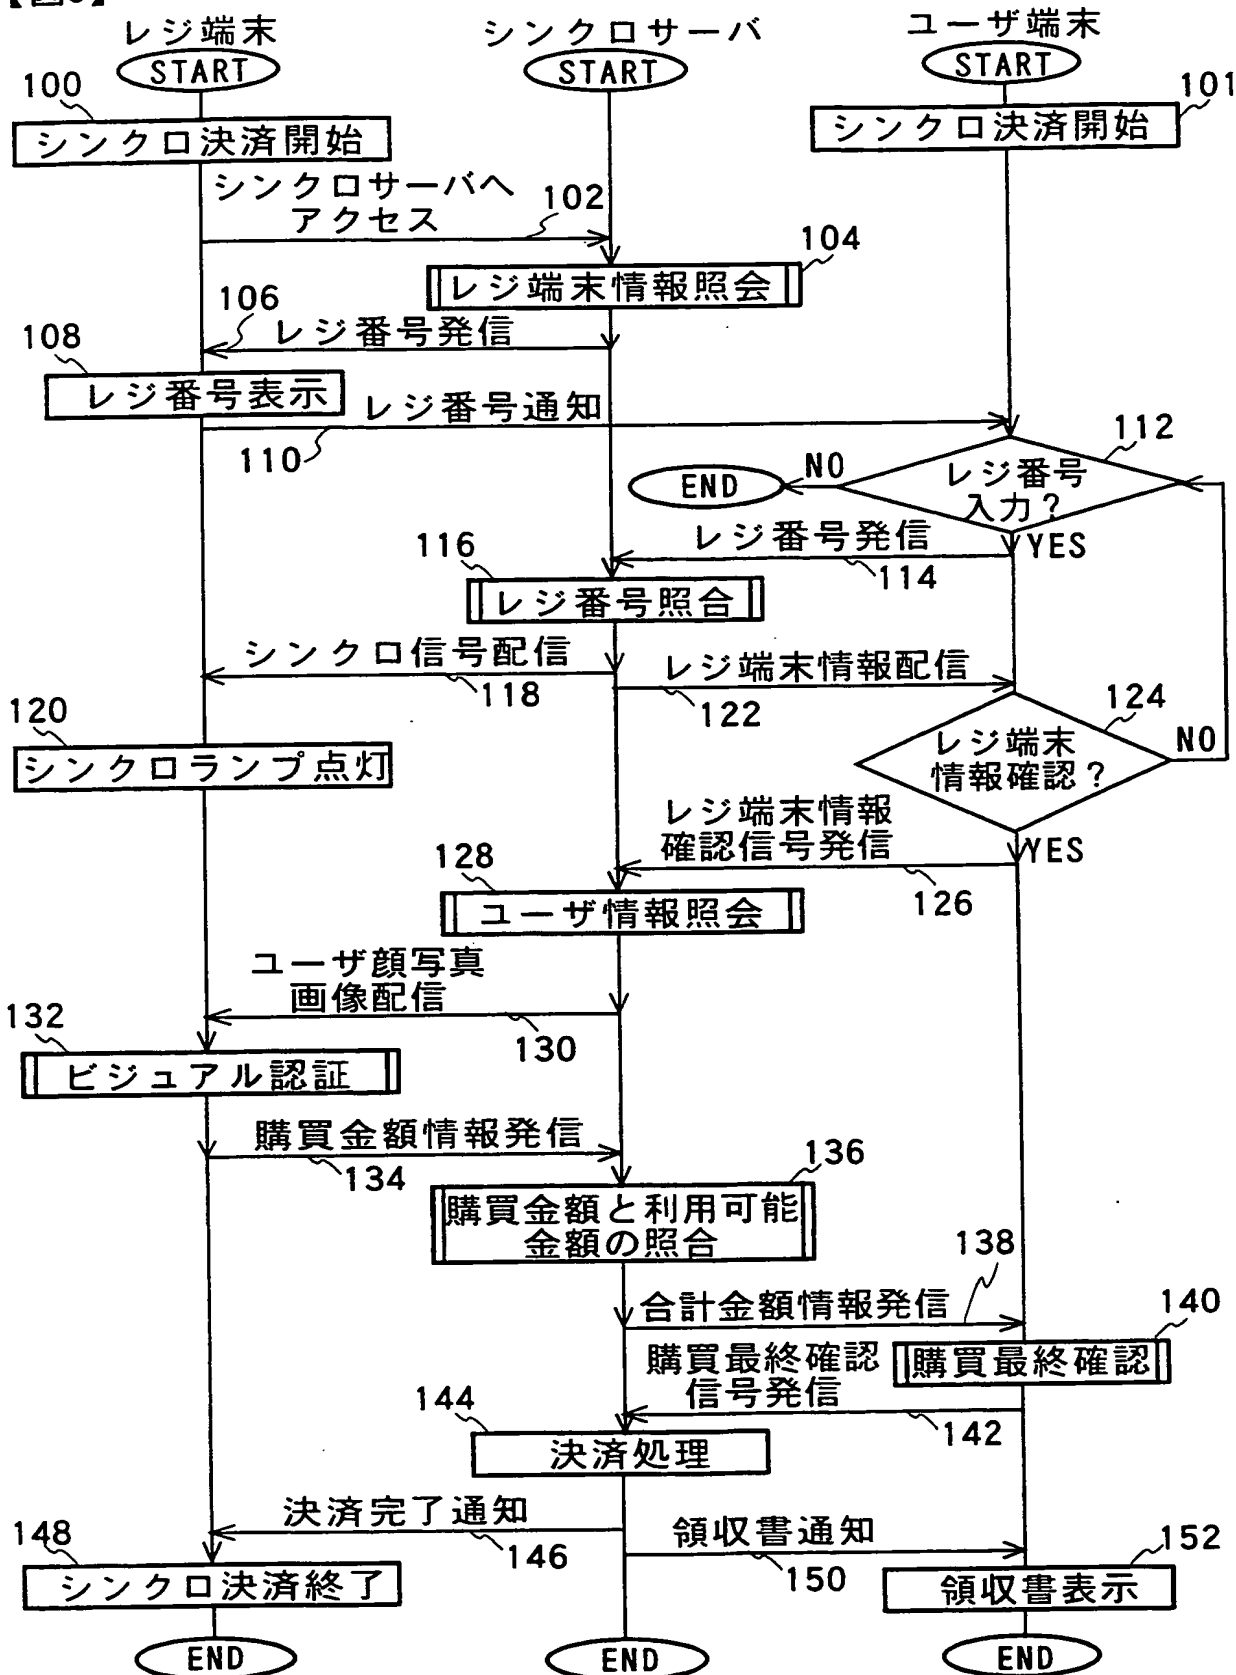 レジ端末
シンクロサーバ
ユーザ端末
START
START
START
100
101
シンクロ決済開始
シンクロ決済開始
シンクロサーバへ
アクセス
102
104
レジ端末情報照会
106
レジ番号発信
108
レジ番号表示
レジ番号通知
110
112
レジ番号
入力?
NO
END
YES
レジ番号発信
114
116
レジ番号照合
シンクロ信号配信
118
レジ端末情報配信
122
120
シンクロランプ点灯
124
レジ端末
情報確認?
NO
YES
レジ端末情報
確認信号発信
126
128
ユーザ情報照会
ユーザ顔写真
画像配信
130
132
ビジュアル認証
購買金額情報発信
134
136
購買金額と利用可能
金額の照合
138
合計金額情報発信
140
購買最終確認
購買最終確認
信号発信
142
144
決済処理
決済完了通知
146
148
シンクロ決済終了
領収書通知
150
152
領収書表示
END
END
END